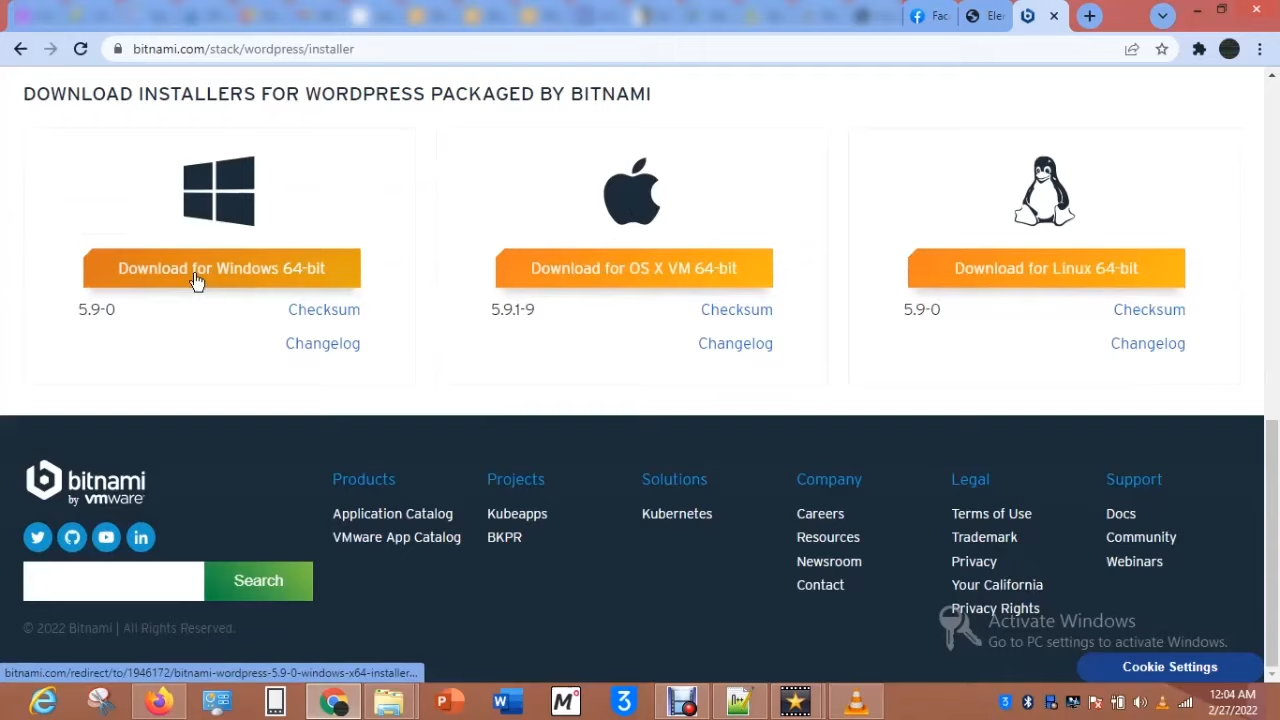 Fac
Ele
bitnami.com/stack/wordpress/installer
DOWNLOAD INSTALLERS FOR WORDPRESS PACKAGED BY BITNAMI
Download for Windows 64-bit
5.9-0
Checksum
Changelog
Download for OS X VM 64-bit
5.9.1-9
Checksum
Changelog
Download for Linux 64-bit
5.9-0
Checksum
Changelog
bitnami
by vmware
Search
© 2022 Bitnami | All Rights Reserved.
Products
Application Catalog
VMware App Catalog
Projects
Kubeapps
BKPR
Solutions
Kubernetes
Company
Careers
Resources
Newsroom
Contact
Legal
Terms of Use
Trademark
Privacy
Your California
Privacy Rights
Support
Docs
Community
Webinars
Activate Windows
Go to PC settings to activate Windows.
Cookie Settings
bitnami.com/redirect/to/1946172/bitnami-wordpress-5.9-0-windows-x64-installer...
12:04 AM
2/27/2022